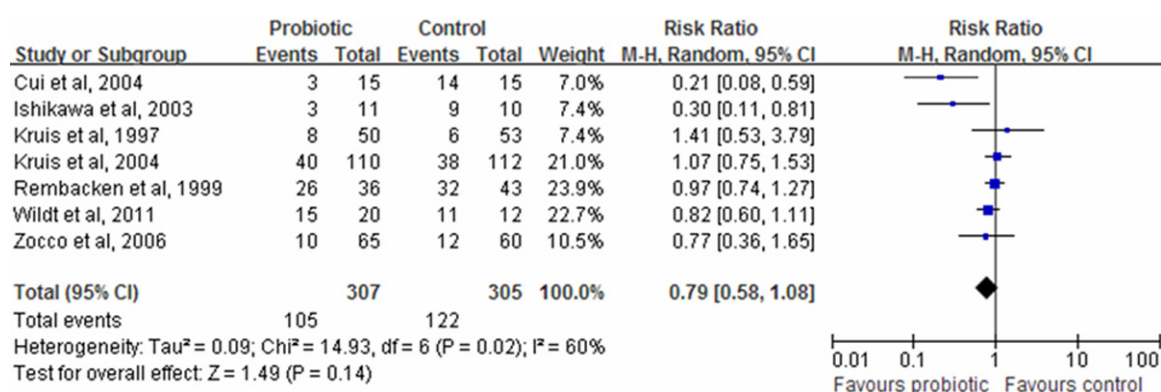 Probiotic Control Risk Ratio Risk Ratio
Study or Subgroup Events Total Events Total Weight M-H, Random, 95% CI M-H, Random, 95% CI
Cui et al, 2004 3 15 14 15 7.0% 0.21 [0.08, 0.59]
Ishikawa et al, 2003 3 11 9 10 7.4% 0.30 [0.11, 0.81]
Kruis et al, 1997 8 50 6 53 7.4% 1.41 [0.53, 3.79]
Kruis et al, 2004 40 110 38 112 21.0% 1.07 [0.75, 1.53]
Rembacken et al, 1999 26 36 32 43 23.9% 0.97 [0.74, 1.27]
Wildt et al, 2011 15 20 11 12 22.7% 0.82 [0.60, 1.11]
Zocco et al, 2006 10 65 12 60 10.5% 0.77 [0.36, 1.65]
Total (95% CI) 307 305 100.0% 0.79 [0.58, 1.08]
Total events 105 122
Heterogeneity: Tau² = 0.09; Chi² = 14.93, df = 6 (P = 0.02); I² = 60%
Test for overall effect: Z = 1.49 (P = 0.14)
0.01 0.1 1 10 100
Favours probiotic Favours control